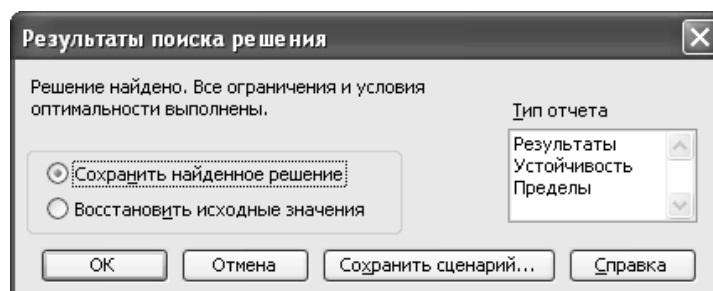 Результаты поиска решения
Решение найдено. Все ограничения и условия
оптимальности выполнены.
Тип отчета
Результаты
Устойчивость
Пределы
Сохранить найденное решение
Восстановить исходные значения
ОК
Отмена
Сохранить сценарий...
Справка